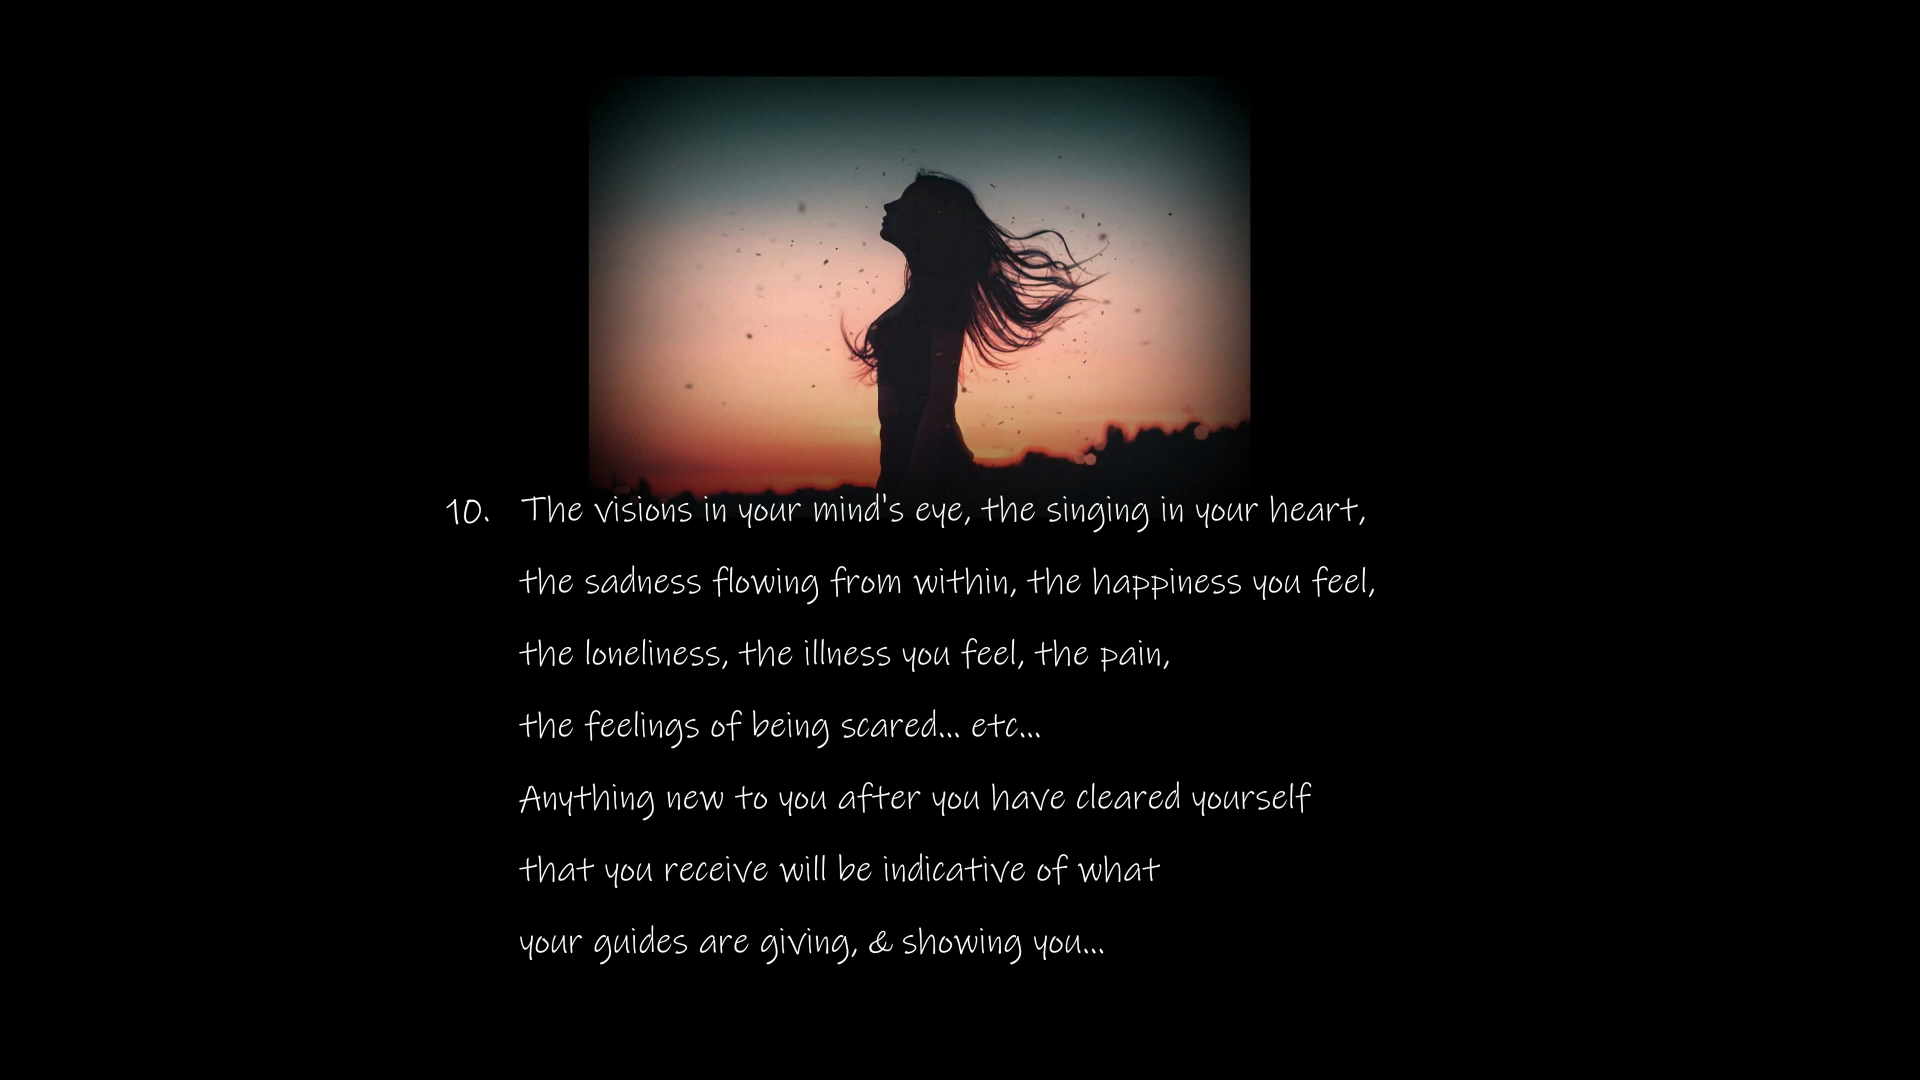 10. The visions in your mind's eye, the singing in your heart,
the sadness flowing from within, the happiness you feel,
the loneliness, the illness you feel, the pain,
the feelings of being scared... etc...
Anything new to you after you have cleared yourself
that you receive will be indicative of what
your guides are giving, & showing you...